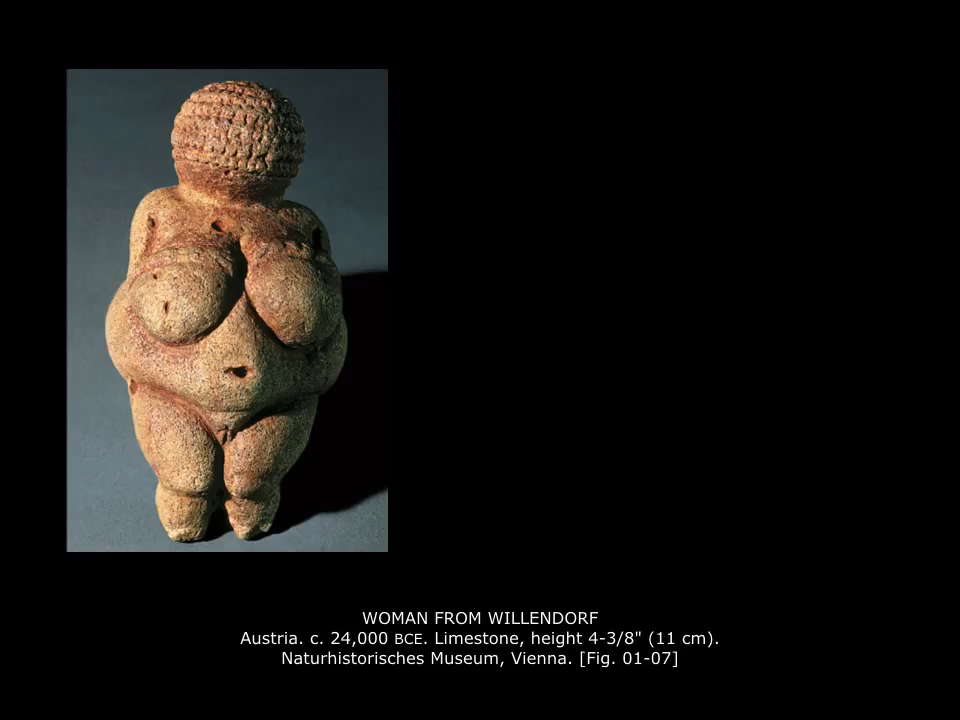 WOMAN FROM WILLENDORF
Austria. c. 24,000 BCE. Limestone, height 4-3/8" (11 cm).
Naturhistorisches Museum, Vienna. [Fig. 01-07]